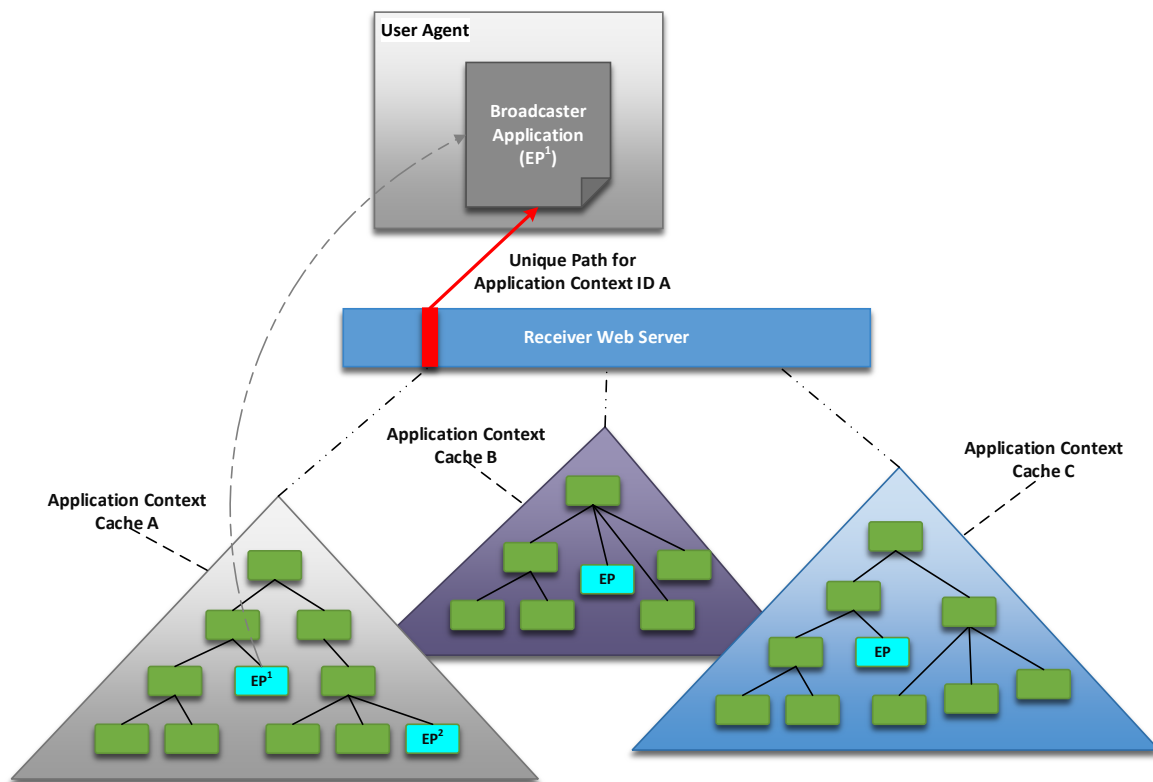 User Agent
Broadcaster
Application
(EP¹)
Unique Path for
Application Context ID A
Receiver Web Server
Application Context
Cache B
Application Context
Cache C
Application Context
Cache A
EP
EP
EP¹
EP²